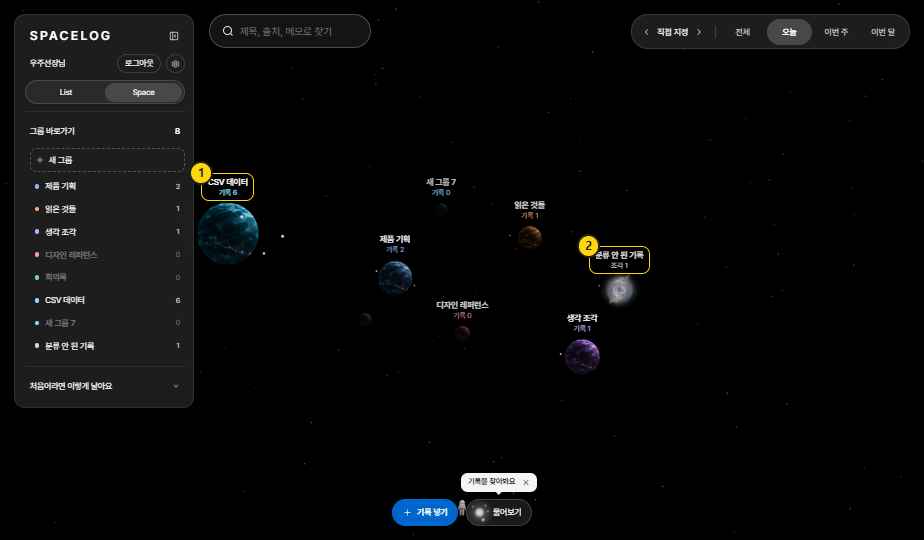 SPACELOG
우주선장님
로그아웃
List
Space
그룹 바로가기
8
+ 새 그룹
제품 기획 2
읽은 것들 1
생각 조각 1
디자인 레퍼런스 0
회의록 0
CSV 데이터 6
새 그룹 7 0
분류 안 된 기록 1
처음이라면 이렇게 날아요
제목, 출처, 메모로 찾기
직접 지정
전체
오늘
이번 주
이번 달
1
CSV 데이터
기록 6
새 그룹 7
기록 0
읽은 것들
기록 1
제품 기획
기록 2
2
분류 안 된 기록
조각 1
디자인 레퍼런스
기록 0
생각 조각
기록 1
기록을 찾아봐요
+ 기록 넣기
물어보기